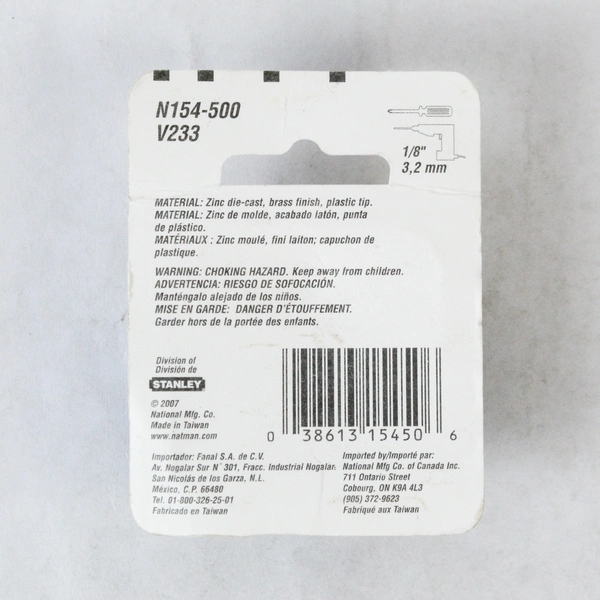 N154-500
V233
1/8"
3,2 mm
MATERIAL: Zinc die-cast, brass finish, plastic tip.
MATERIAL: Zinc de molde, acabado iatón, punta
de plástico.
MATÉRIAUX : Zinc moulé, fini laiton; capuchon de
plastique.
WARNING: CHOKING HAZARD. Keep away from children.
ADVERTENCIA: RIESGO DE SOFOCACIÓN.
Manténgalo alejado de los niños.
MISE EN GARDE: DANGER D'ÉTOUFFEMENT.
Garder hors de la portée des enfants.
Division of
División de
STANLEY
© 2007
National Mfg. Co.
Made in Taiwan
www.natman.com
0 38613 15450 6
Importador: Fanal S.A. de C.V.
Av. Nogalar Sur N° 301, Fracc. Industrial Nogalar.
San Nicolás de los Garza, N.L.
México, C.P. 66480
Tel. 01-800-326-25-01
Fabricado en Taiwan
Imported by/Importé par:
National Mfg Co. of Canada Inc.
711 Ontario Street
Cobourg, ON K9A 4L3
(905) 372-9623
Fabriqué aux Taiwan